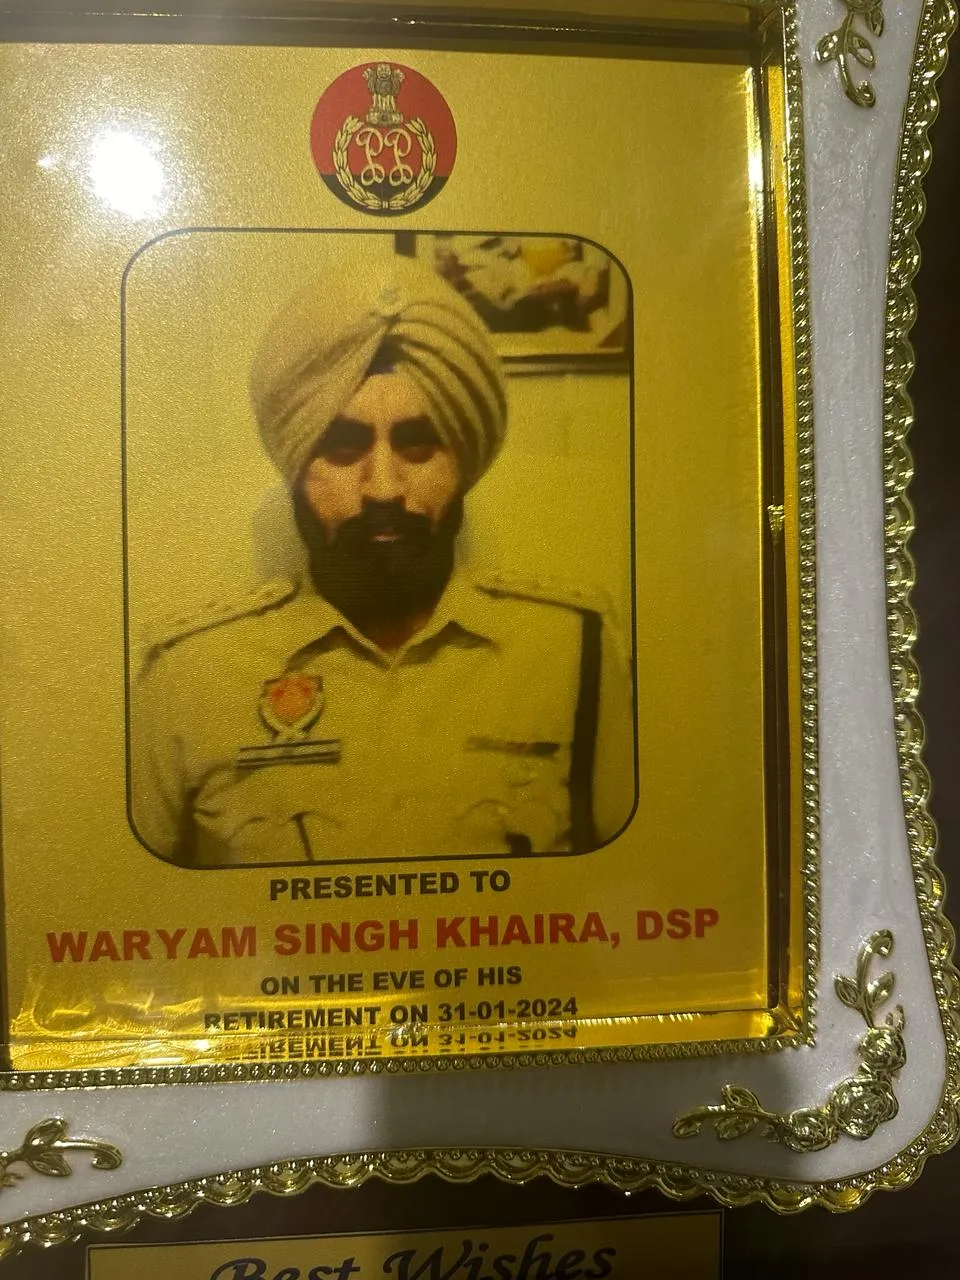 PRESENTED TO
WARYAM SINGH KHAIRA, DSP
ON THE EVE OF HIS
RETIREMENT ON 31-01-2024
Best Wishes